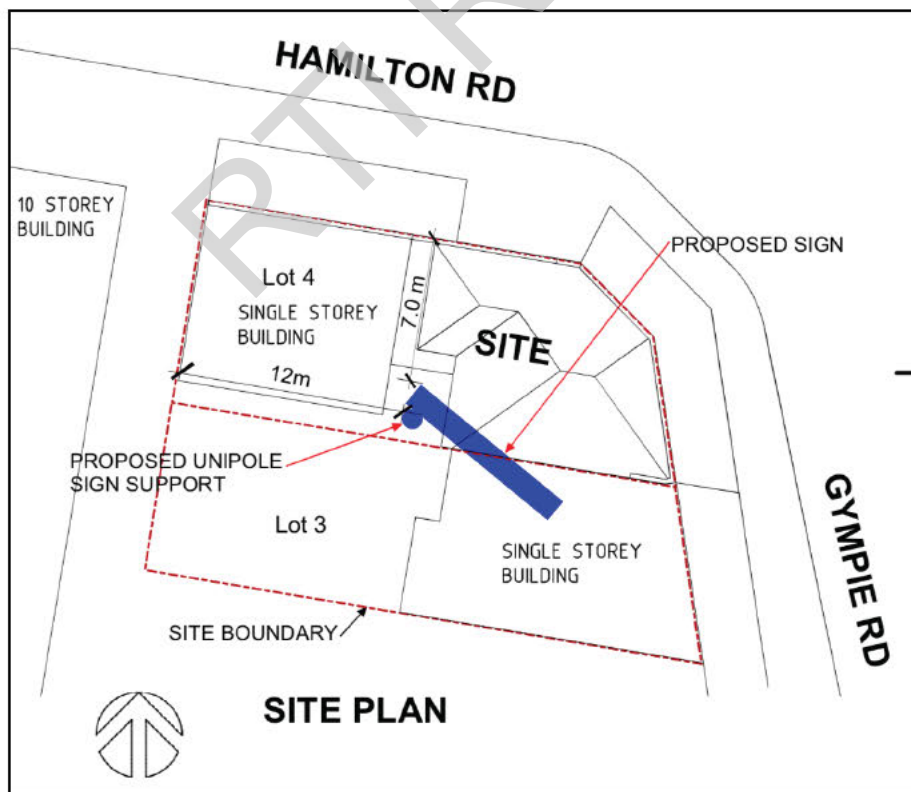 RTI R
HAMILTON RD
10 STOREY
BUILDING
PROPOSED SIGN
Lot 4
SINGLE STOREY
BUILDING
7.0 m
SITE
12m
PROPOSED UNIPOLE
SIGN SUPPORT
Lot 3
SINGLE STOREY
BUILDING
GYMPIE RD
SITE BOUNDARY
SITE PLAN